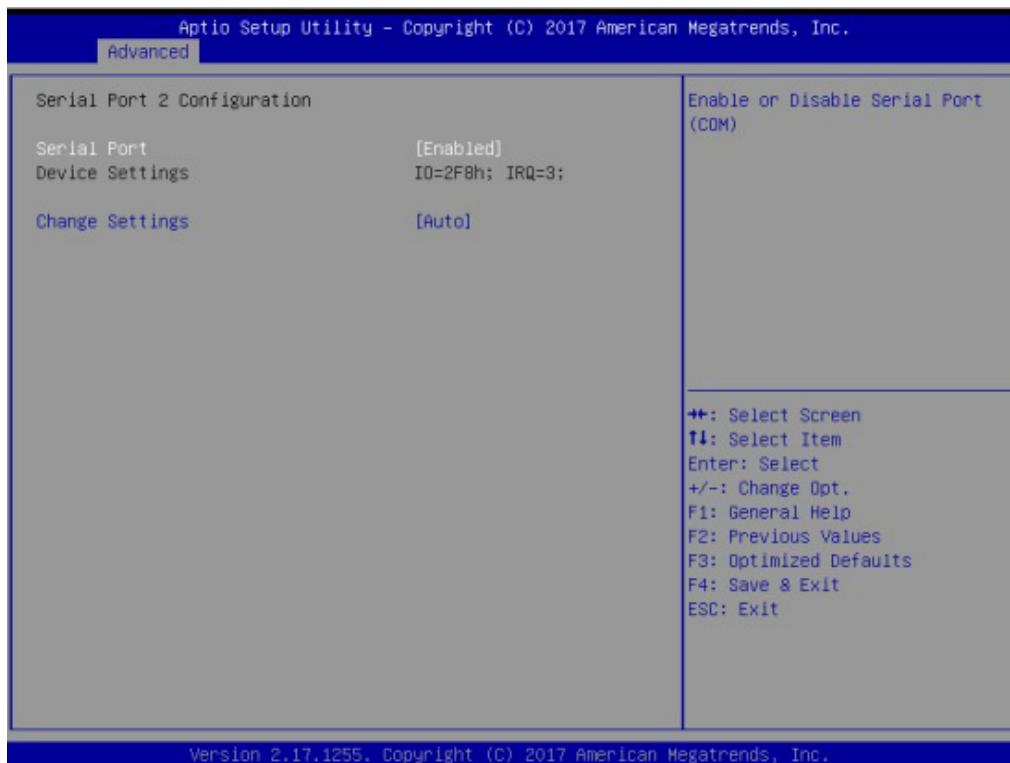 Aptio Setup Utility – Copyright (C) 2017 American Megatrends, Inc.
Advanced
Serial Port 2 Configuration
Serial Port [Enabled]
Device Settings IO=2F8h; IRQ=3;
Change Settings [Auto]
Enable or Disable Serial Port
(COM)
→←: Select Screen
↑↓: Select Item
Enter: Select
+/-: Change Opt.
F1: General Help
F2: Previous Values
F3: Optimized Defaults
F4: Save & Exit
ESC: Exit
Version 2.17.1255. Copyright (C) 2017 American Megatrends, Inc.